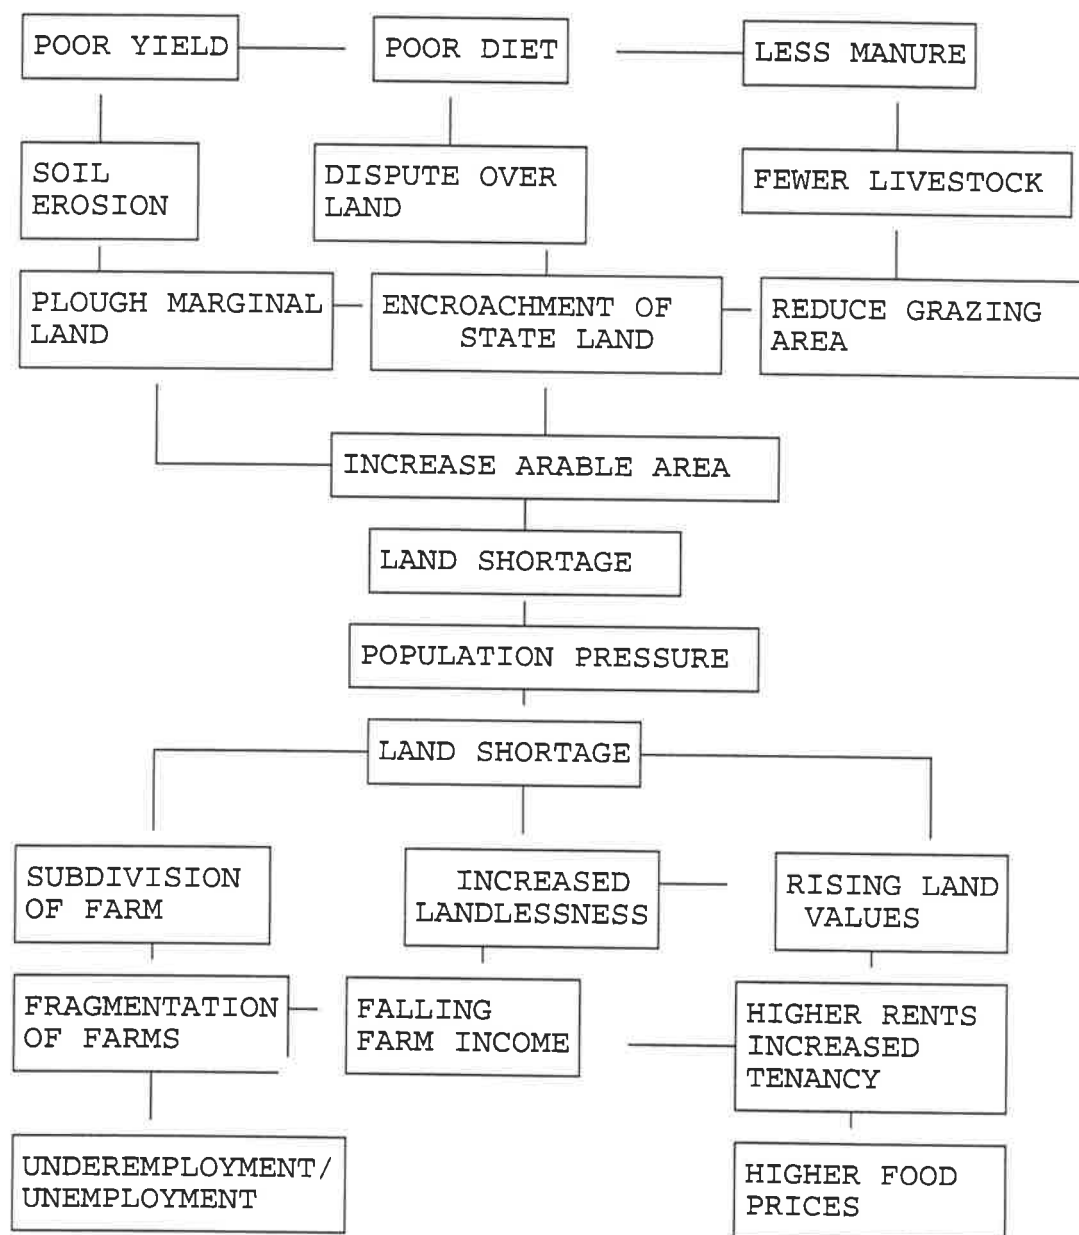 POOR YIELD
POOR DIET
LESS MANURE
SOIL
EROSION
DISPUTE OVER
LAND
FEWER LIVESTOCK
PLOUGH MARGINAL
LAND
ENCROACHMENT OF
STATE LAND
REDUCE GRAZING
AREA
INCREASE ARABLE AREA
LAND SHORTAGE
POPULATION PRESSURE
LAND SHORTAGE
SUBDIVISION
OF FARM
INCREASED
LANDLESSNESS
RISING LAND
VALUES
FRAGMENTATION
OF FARMS
FALLING
FARM INCOME
HIGHER RENTS
INCREASED
TENANCY
UNDEREMPLOYMENT/
UNEMPLOYMENT
HIGHER FOOD
PRICES